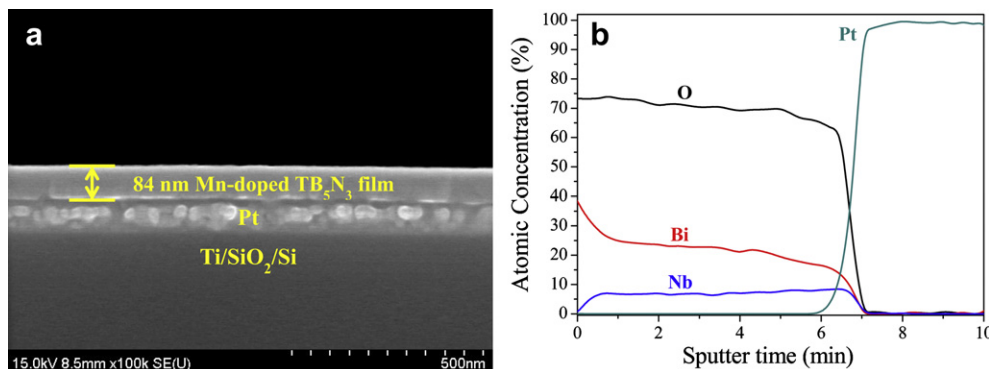 a
84 nm Mn-doped TB₅N₃ film
Pt
Ti/SiO₂/Si
15.0kV 8.5mm x100k SE(U)
500nm
b
Atomic Concentration (%)
100
90
80
70
60
50
40
30
20
10
0
Pt
O
Bi
Nb
0
2
4
6
8
10
Sputter time (min)